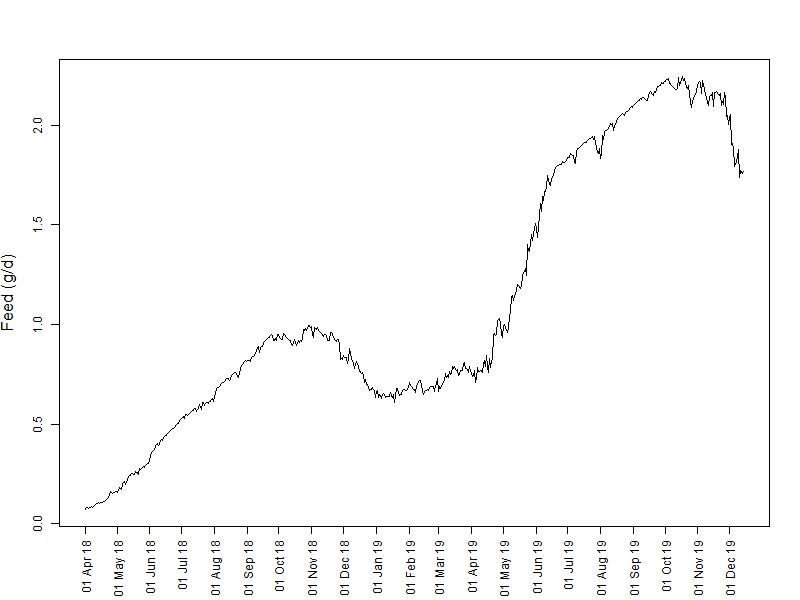 Feed (g/d)
2.0
1.5
1.0
0.5
0.0
01 Apr 18
01 May 18
01 Jun 18
01 Jul 18
01 Aug 18
01 Sep 18
01 Oct 18
01 Nov 18
01 Dec 18
01 Jan 19
01 Feb 19
01 Mar 19
01 Apr 19
01 May 19
01 Jun 19
01 Jul 19
01 Aug 19
01 Sep 19
01 Oct 19
01 Nov 19
01 Dec 19